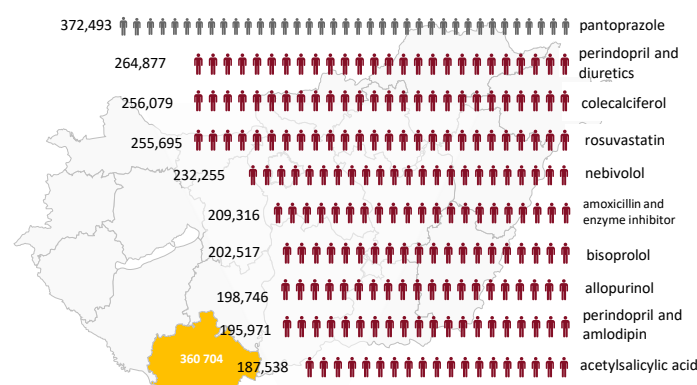 372,493 pantoprazole
264,877 perindopril and
diuretics
256,079 colecalciferol
255,695 rosuvastatin
232,255 nebivolol
209,316 amoxicillin and
enzyme inhibitor
202,517 bisoprolol
198,746 allopurinol
195,971 perindopril and
amlodipin
360 704
187,538 acetylsalicylic acid